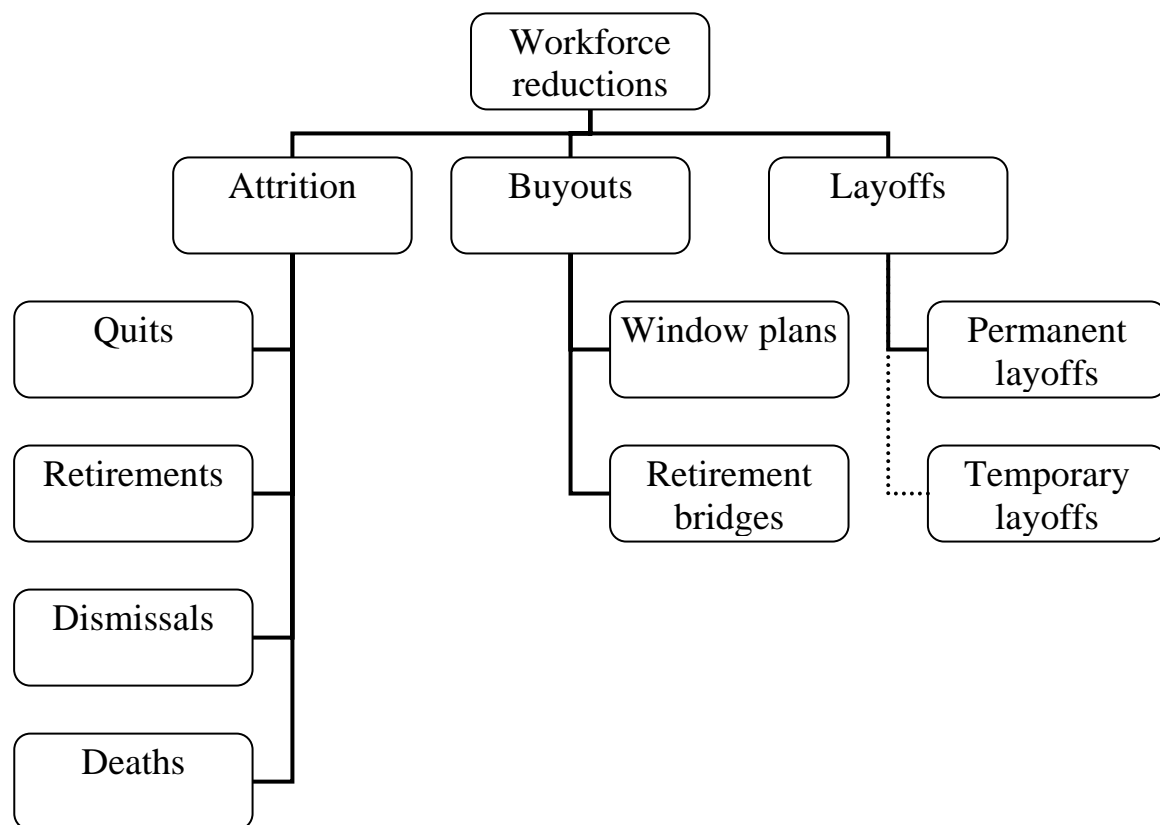 Workforce
reductions
Attrition
Buyouts
Layoffs
Quits
Window plans
Permanent
layoffs
Retirements
Retirement
bridges
Temporary
layoffs
Dismissals
Deaths